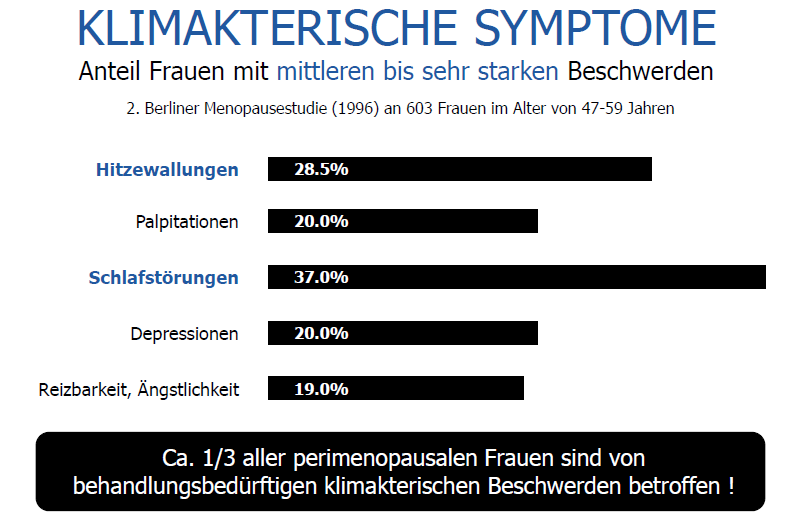 KLIMAKTERISCHE SYMPTOME
Anteil Frauen mit mittleren bis sehr starken Beschwerden
2. Berliner Menopausestudie (1996) an 603 Frauen im Alter von 47-59 Jahren
Hitzewallungen 28.5%
Palpitationen 20.0%
Schlafstörungen 37.0%
Depressionen 20.0%
Reizbarkeit, Ängstlichkeit 19.0%
Ca. 1/3 aller perimenopausalen Frauen sind von
behandlungsbedürftigen klimakterischen Beschwerden betroffen !